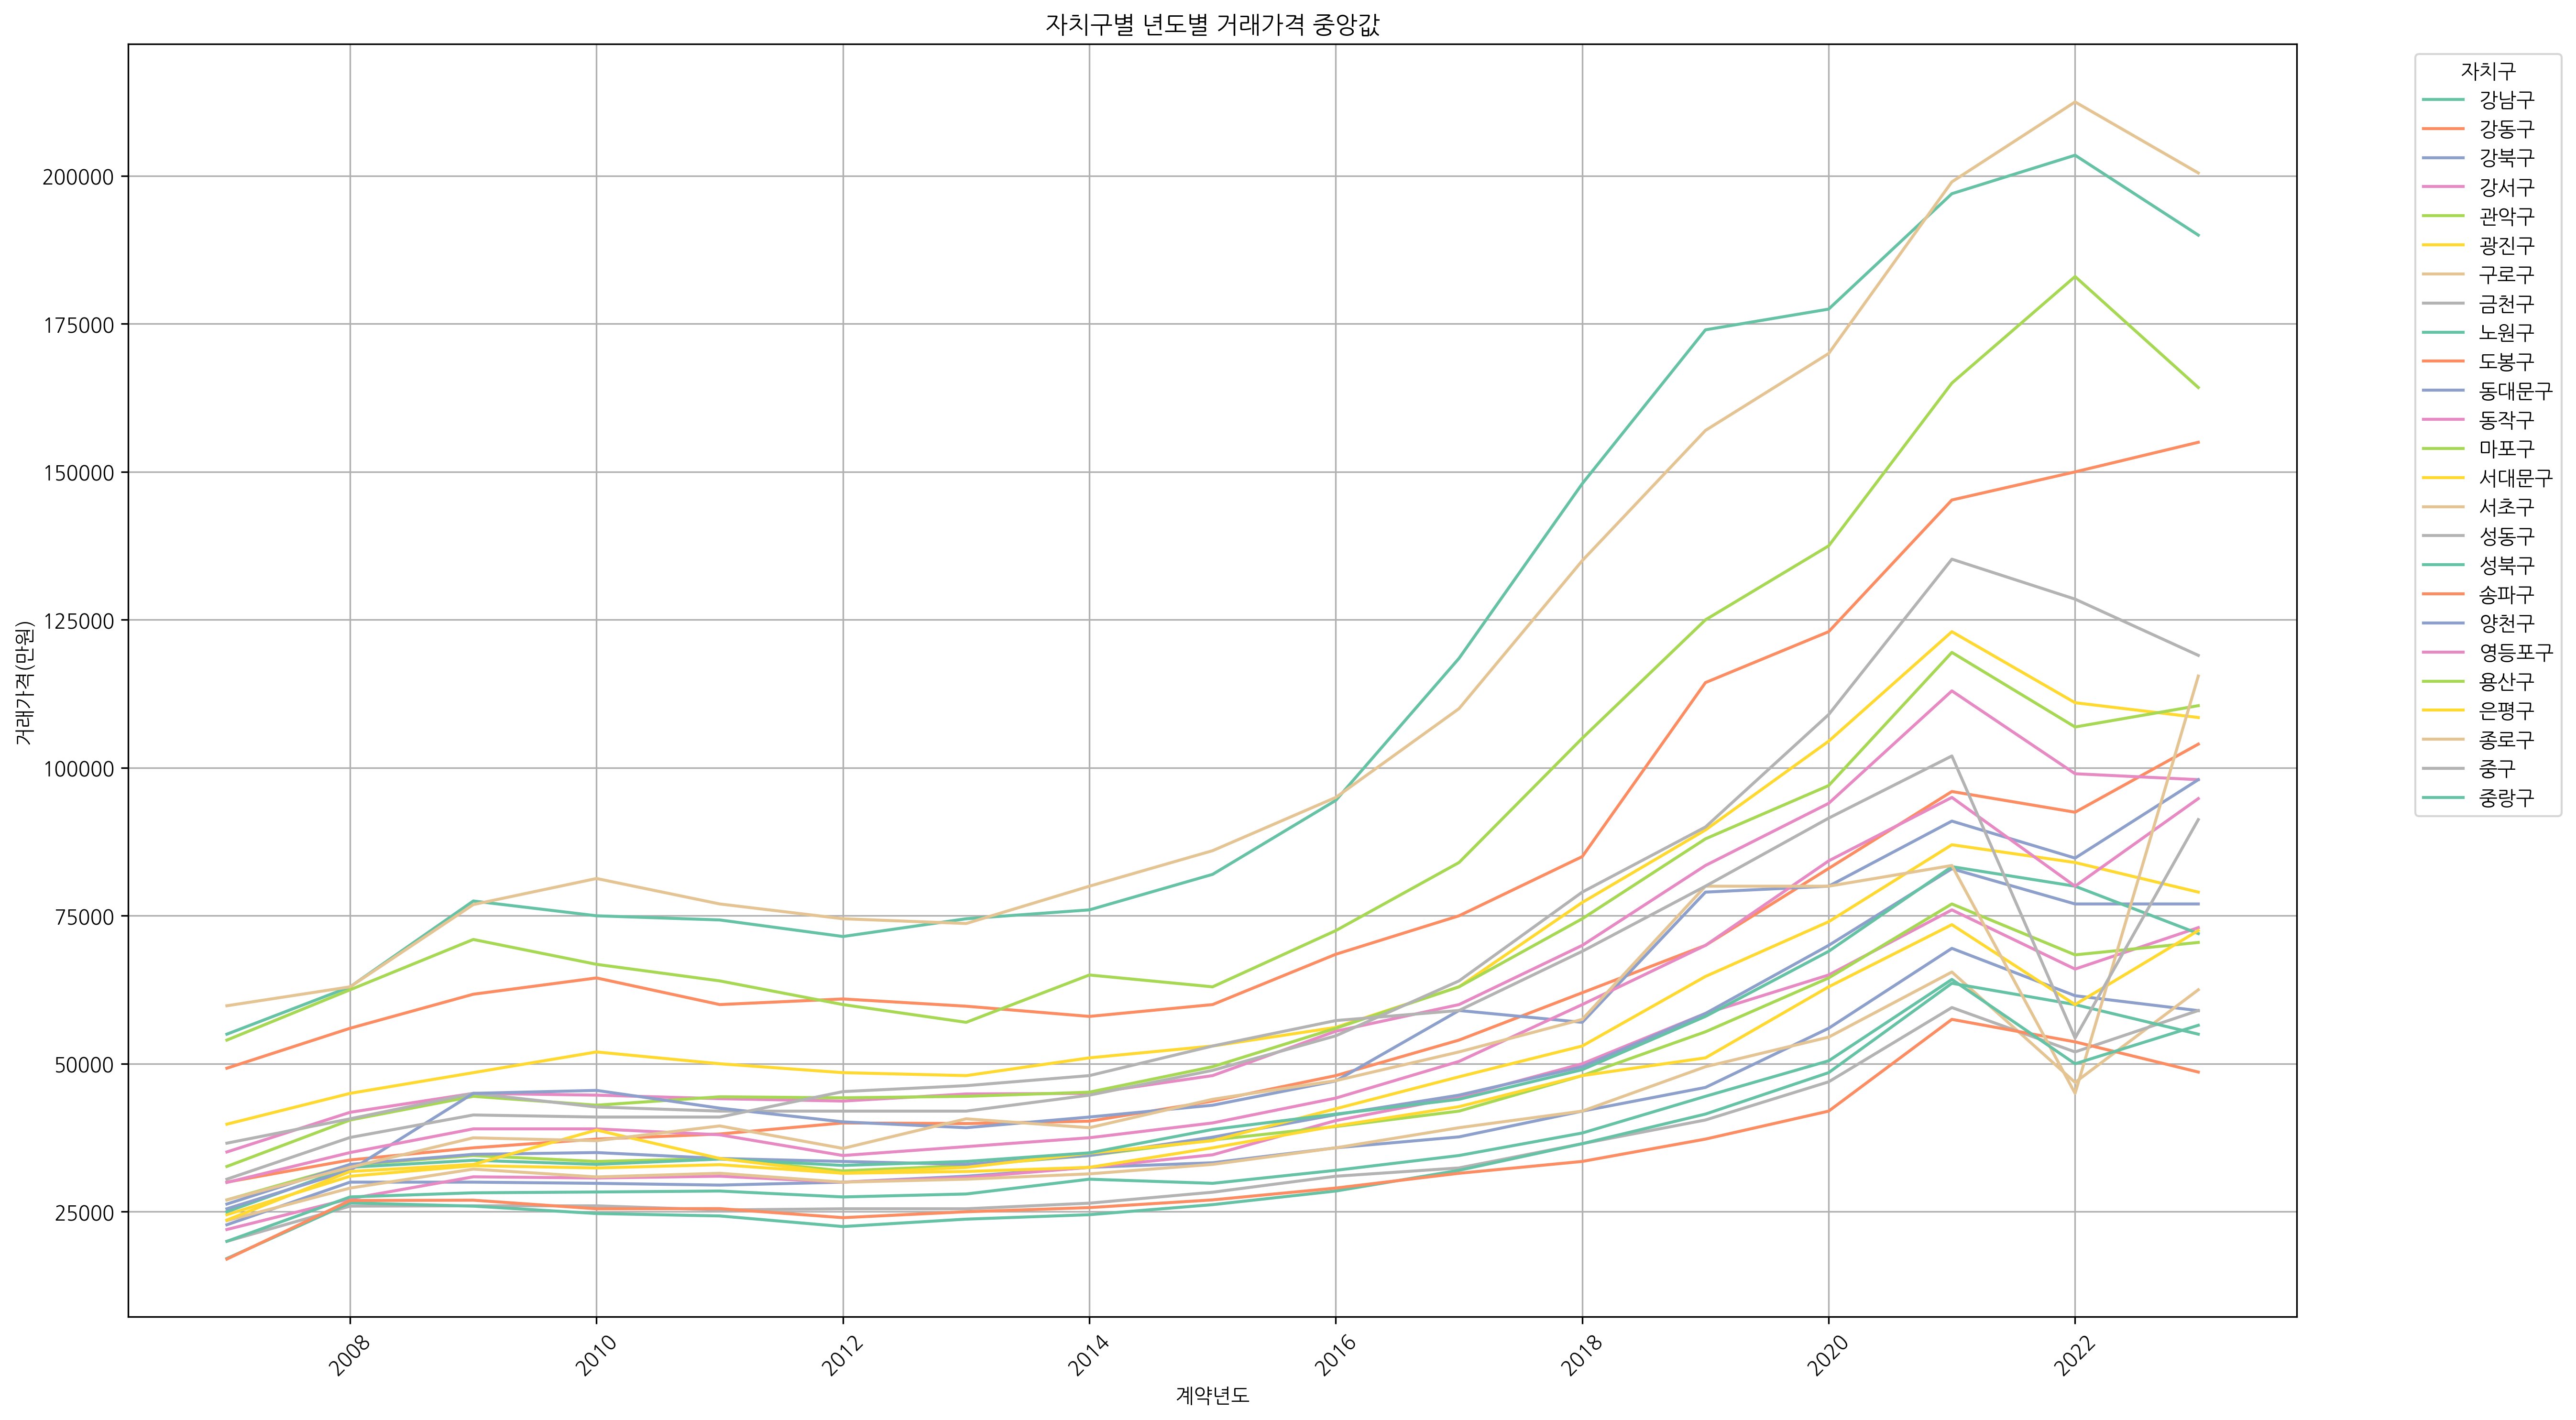 자치구별 년도별 거래가격 중앙값
거래가격(만원)
200000
175000
150000
125000
100000
75000
50000
25000
2008
2010
2012
2014
2016
2018
2020
2022
계약년도
자치구
강남구
강동구
강북구
강서구
관악구
광진구
구로구
금천구
노원구
도봉구
동대문구
동작구
마포구
서대문구
서초구
성동구
성북구
송파구
양천구
영등포구
용산구
은평구
종로구
중구
중랑구